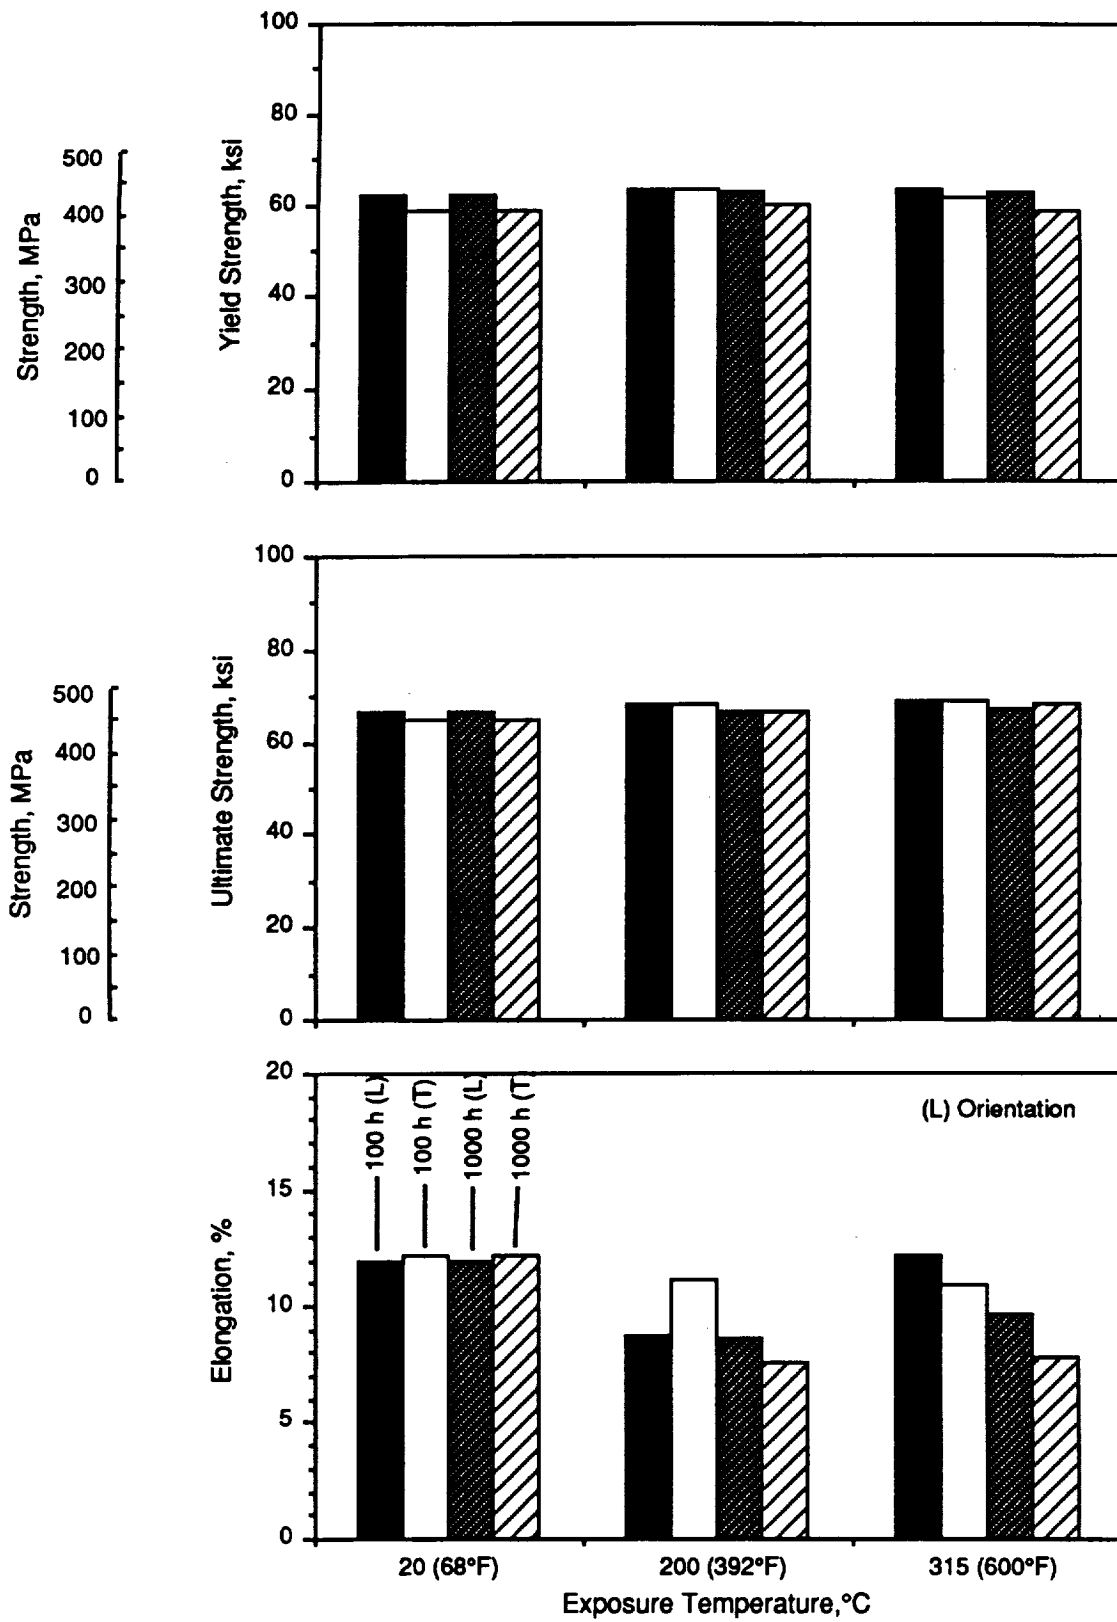 100
80
60
40
20
0
Yield Strength, ksi
500
400
300
200
100
0
Strength, MPa
100
80
60
40
20
0
Ultimate Strength, ksi
500
400
300
200
100
0
Strength, MPa
20
15
10
5
0
Elongation, %
100 h (L)
100 h (T)
1000 h (L)
1000 h (T)
(L) Orientation
20 (68°F)
200 (392°F)
315 (600°F)
Exposure Temperature,°C